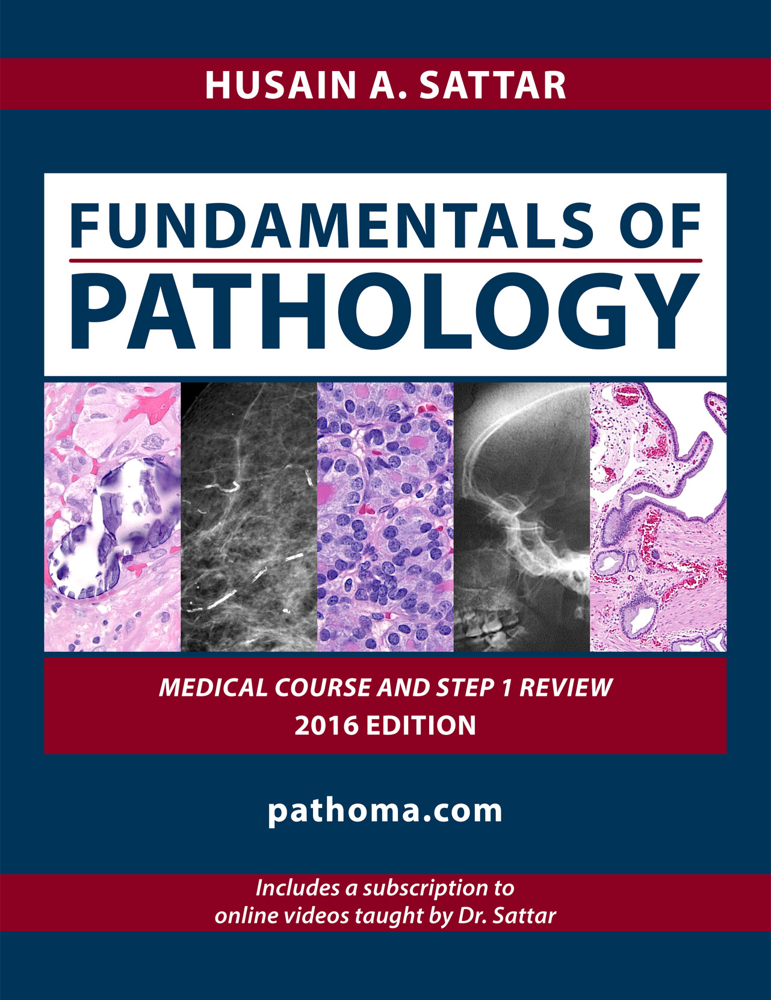 HUSAIN A. SATTAR
FUNDAMENTALS OF
PATHOLOGY
MEDICAL COURSE AND STEP 1 REVIEW
2016 EDITION
pathoma.com
Includes a subscription to
online videos taught by Dr. Sattar